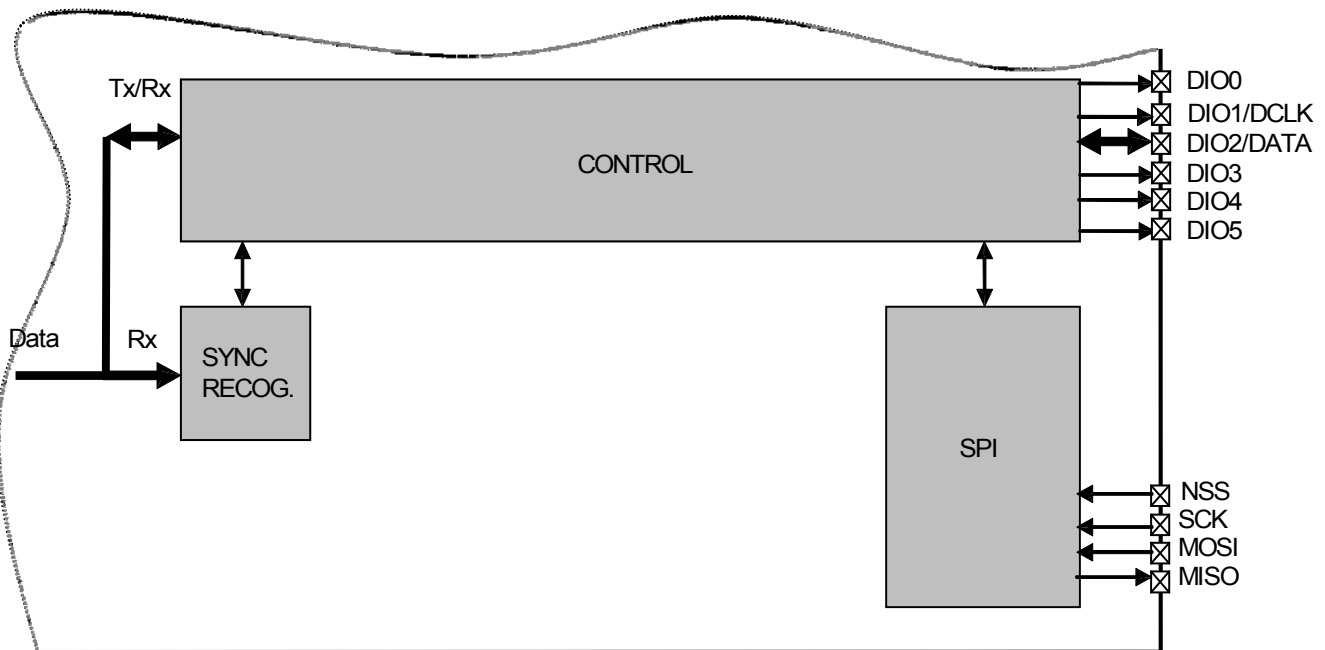 Tx/Rx
CONTROL
DIO0
DIO1/DCLK
DIO2/DATA
DIO3
DIO4
DIO5
Data
Rx
SYNC
RECOG.
SPI
NSS
SCK
MOSI
MISO